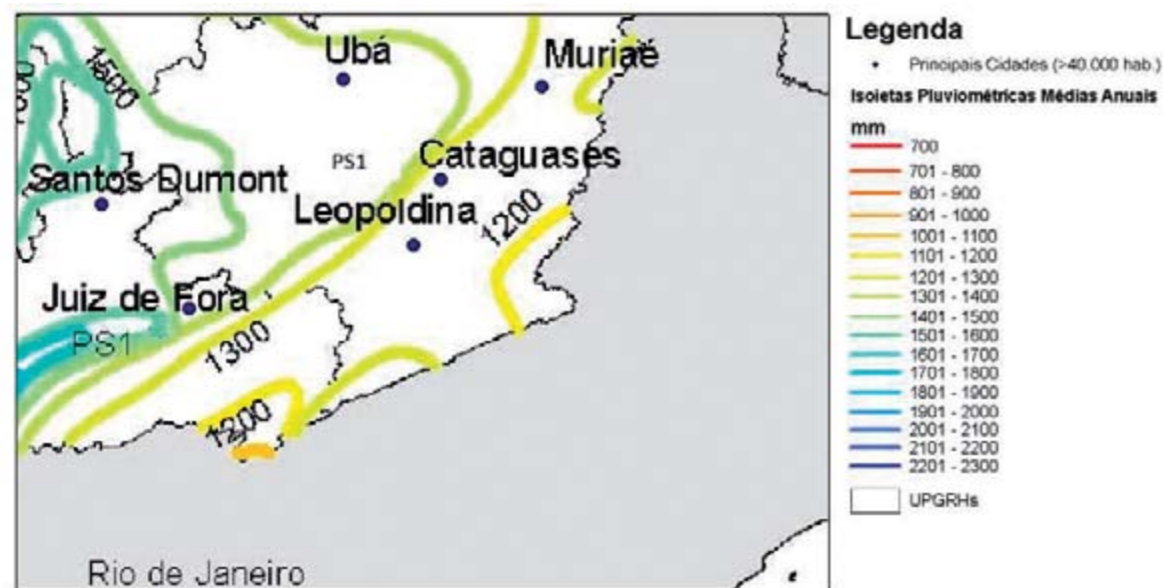 Ubá
Muriaé
1500
PS1
Cataguases
Santos Dumont
Leopoldina
1200
Juiz de Fora
PS1
1300
1200
Rio de Janeiro
Legenda
Principais Cidades (>40.000 hab.)
Isoietas Pluviométricas Médias Anuais
mm
700
701 - 800
801 - 900
901 - 1000
1001 - 1100
1101 - 1200
1201 - 1300
1301 - 1400
1401 - 1500
1501 - 1600
1601 - 1700
1701 - 1800
1801 - 1900
1901 - 2000
2001 - 2100
2101 - 2200
2201 - 2300
UPGRHs